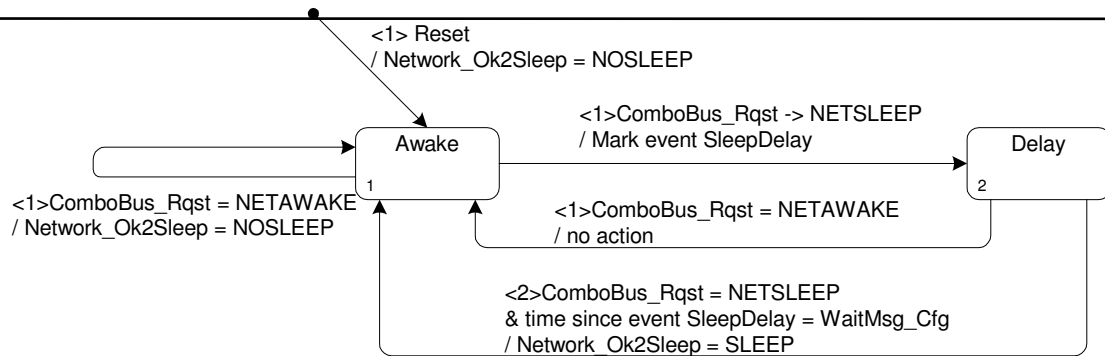 <1> Reset
/ Network_Ok2Sleep = NOSLEEP
<1>ComboBus_Rqst -> NETSLEEP
/ Mark event SleepDelay
Awake
1
Delay
2
<1>ComboBus_Rqst = NETAWAKE
/ Network_Ok2Sleep = NOSLEEP
<1>ComboBus_Rqst = NETAWAKE
/ no action
<2>ComboBus_Rqst = NETSLEEP
& time since event SleepDelay = WaitMsg_Cfg
/ Network_Ok2Sleep = SLEEP